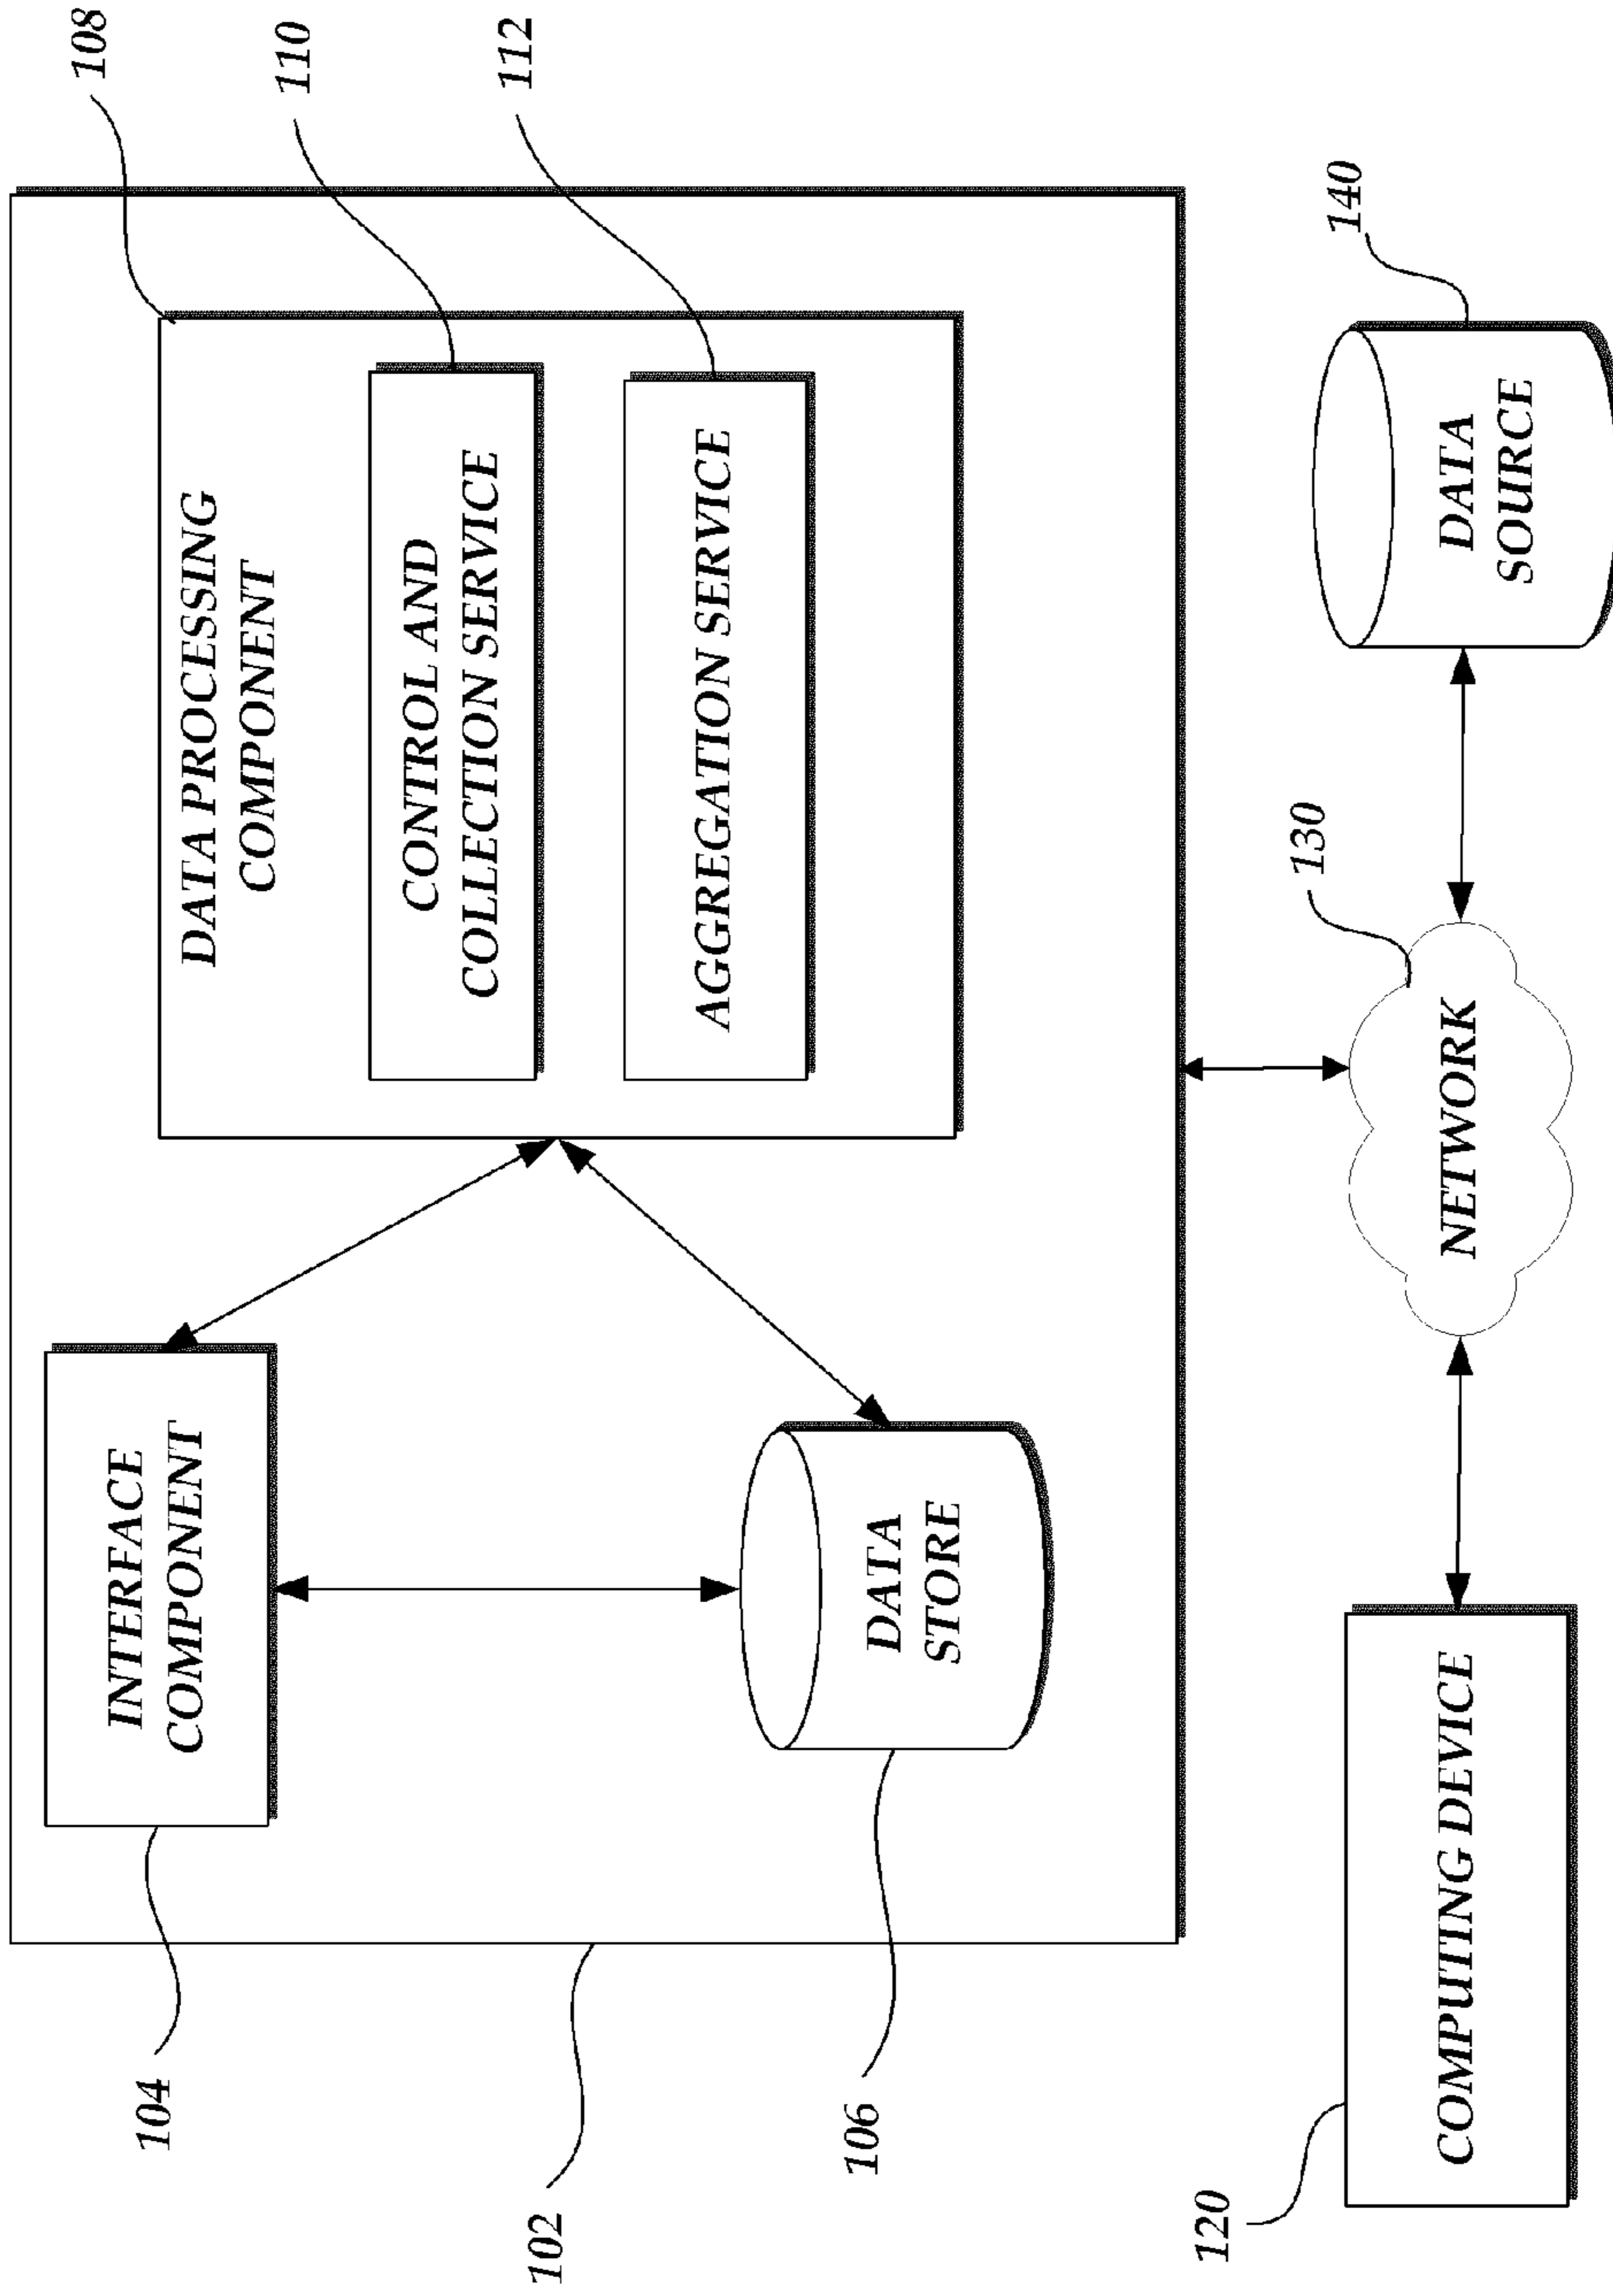 108
110
112
DATA PROCESSING
COMPONENT
CONTROL AND
COLLECTION SERVICE
AGGREGATION SERVICE
INTERFACE
COMPONENT
DATA
STORE
104
102
106
120
COMPUTING DEVICE
NETWORK
130
DATA
SOURCE
140